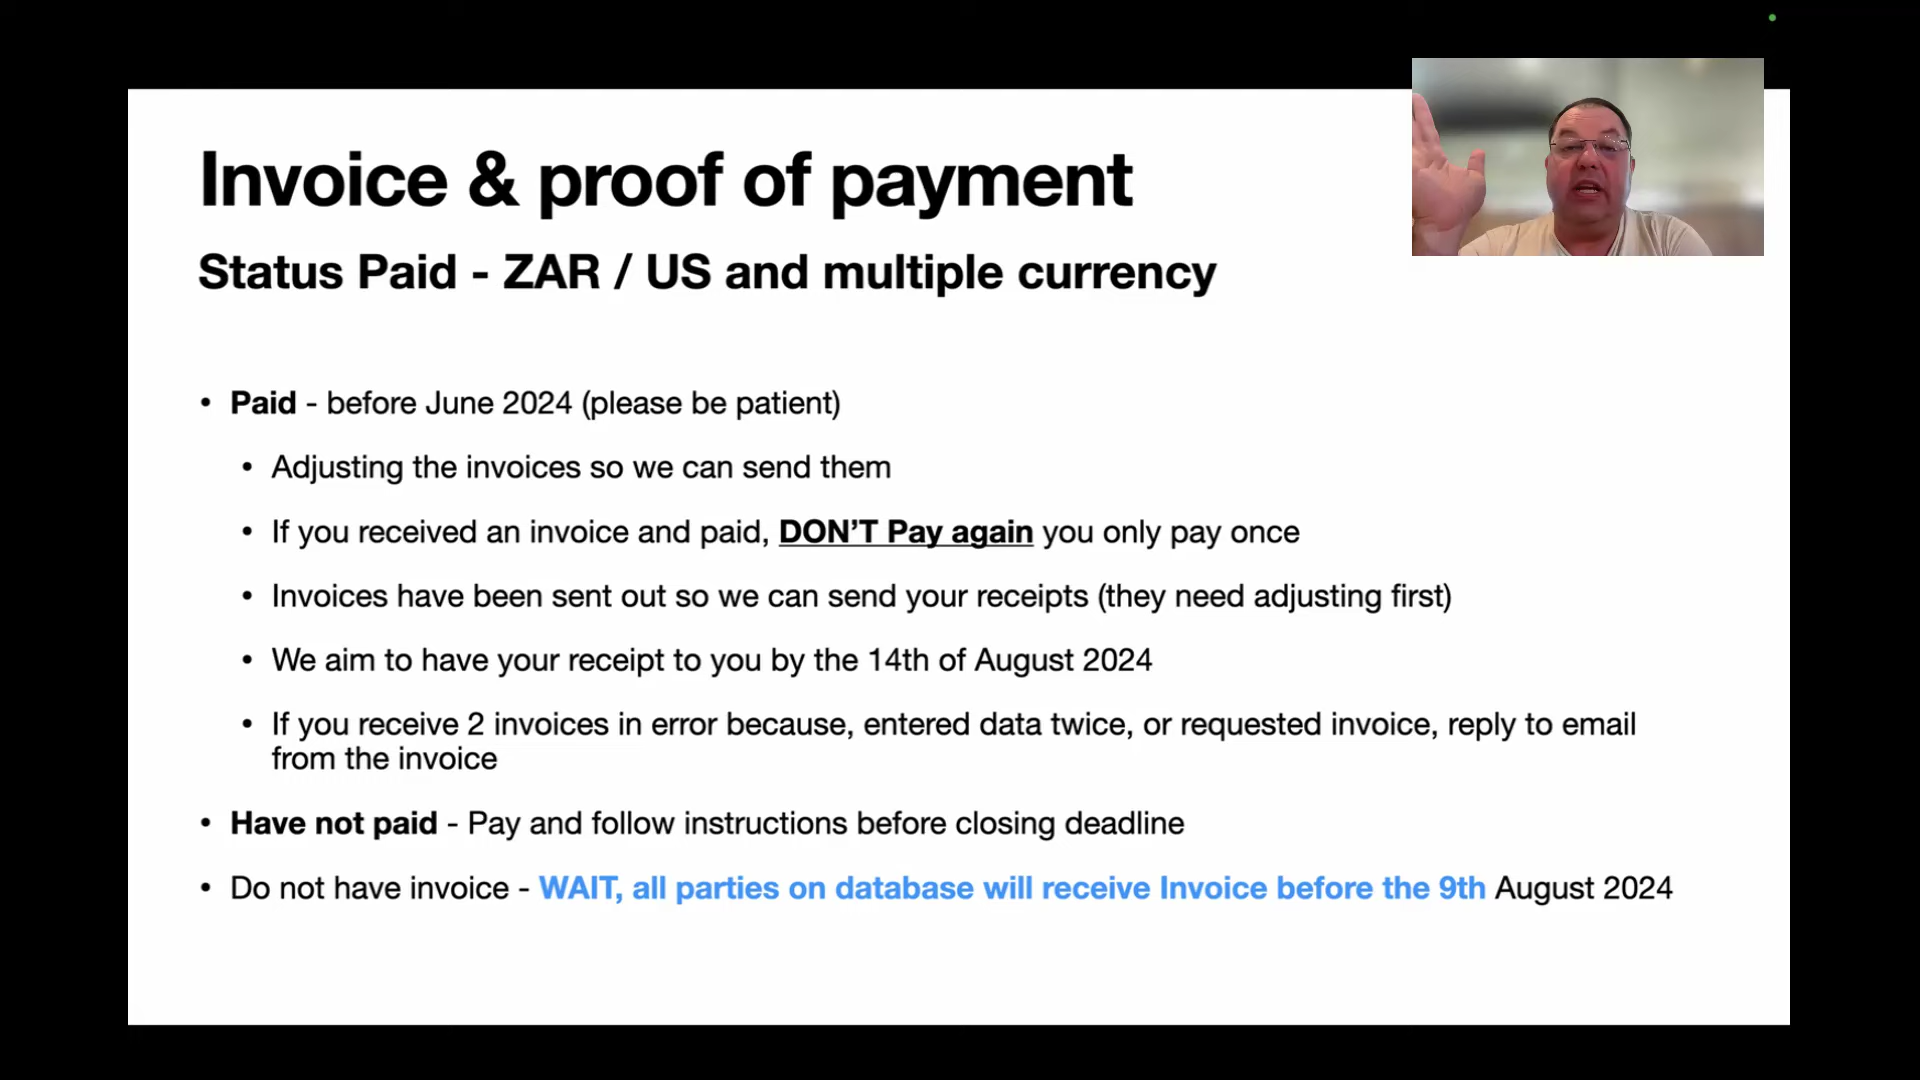 Invoice & proof of payment
Status Paid - ZAR / US and multiple currency
• Paid - before June 2024 (please be patient)
• Adjusting the invoices so we can send them
• If you received an invoice and paid, DON’T Pay again you only pay once
• Invoices have been sent out so we can send your receipts (they need adjusting first)
• We aim to have your receipt to you by the 14th of August 2024
• If you receive 2 invoices in error because, entered data twice, or requested invoice, reply to email
from the invoice
• Have not paid - Pay and follow instructions before closing deadline
• Do not have invoice - WAIT, all parties on database will receive Invoice before the 9th August 2024